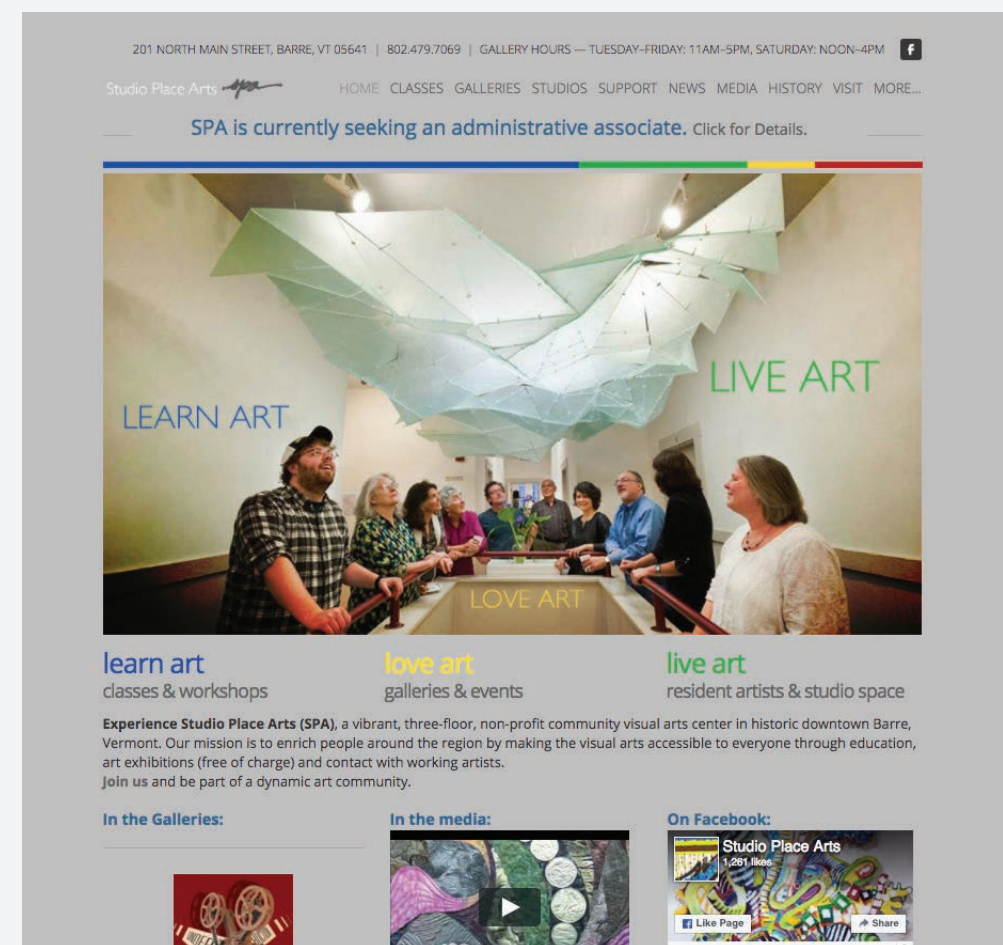 201 NORTH MAIN STREET, BARRE, VT 05641 | 802.479.7069 | GALLERY HOURS — TUESDAY–FRIDAY: 11AM–5PM, SATURDAY: NOON–4PM f
Studio Place Arts spa
HOME CLASSES GALLERIES STUDIOS SUPPORT NEWS MEDIA HISTORY VISIT MORE...
SPA is currently seeking an administrative associate. Click for Details.
LIVE ART
LEARN ART
LOVE ART
learn art
classes & workshops
love art
galleries & events
live art
resident artists & studio space
Experience Studio Place Arts (SPA), a vibrant, three-floor, non-profit community visual arts center in historic downtown Barre,
Vermont. Our mission is to enrich people around the region by making the visual arts accessible to everyone through education,
art exhibitions (free of charge) and contact with working artists.
Join us and be part of a dynamic art community.
In the Galleries:
In the media:
On Facebook:
Studio Place Arts
1,261 likes
f Like Page
Share